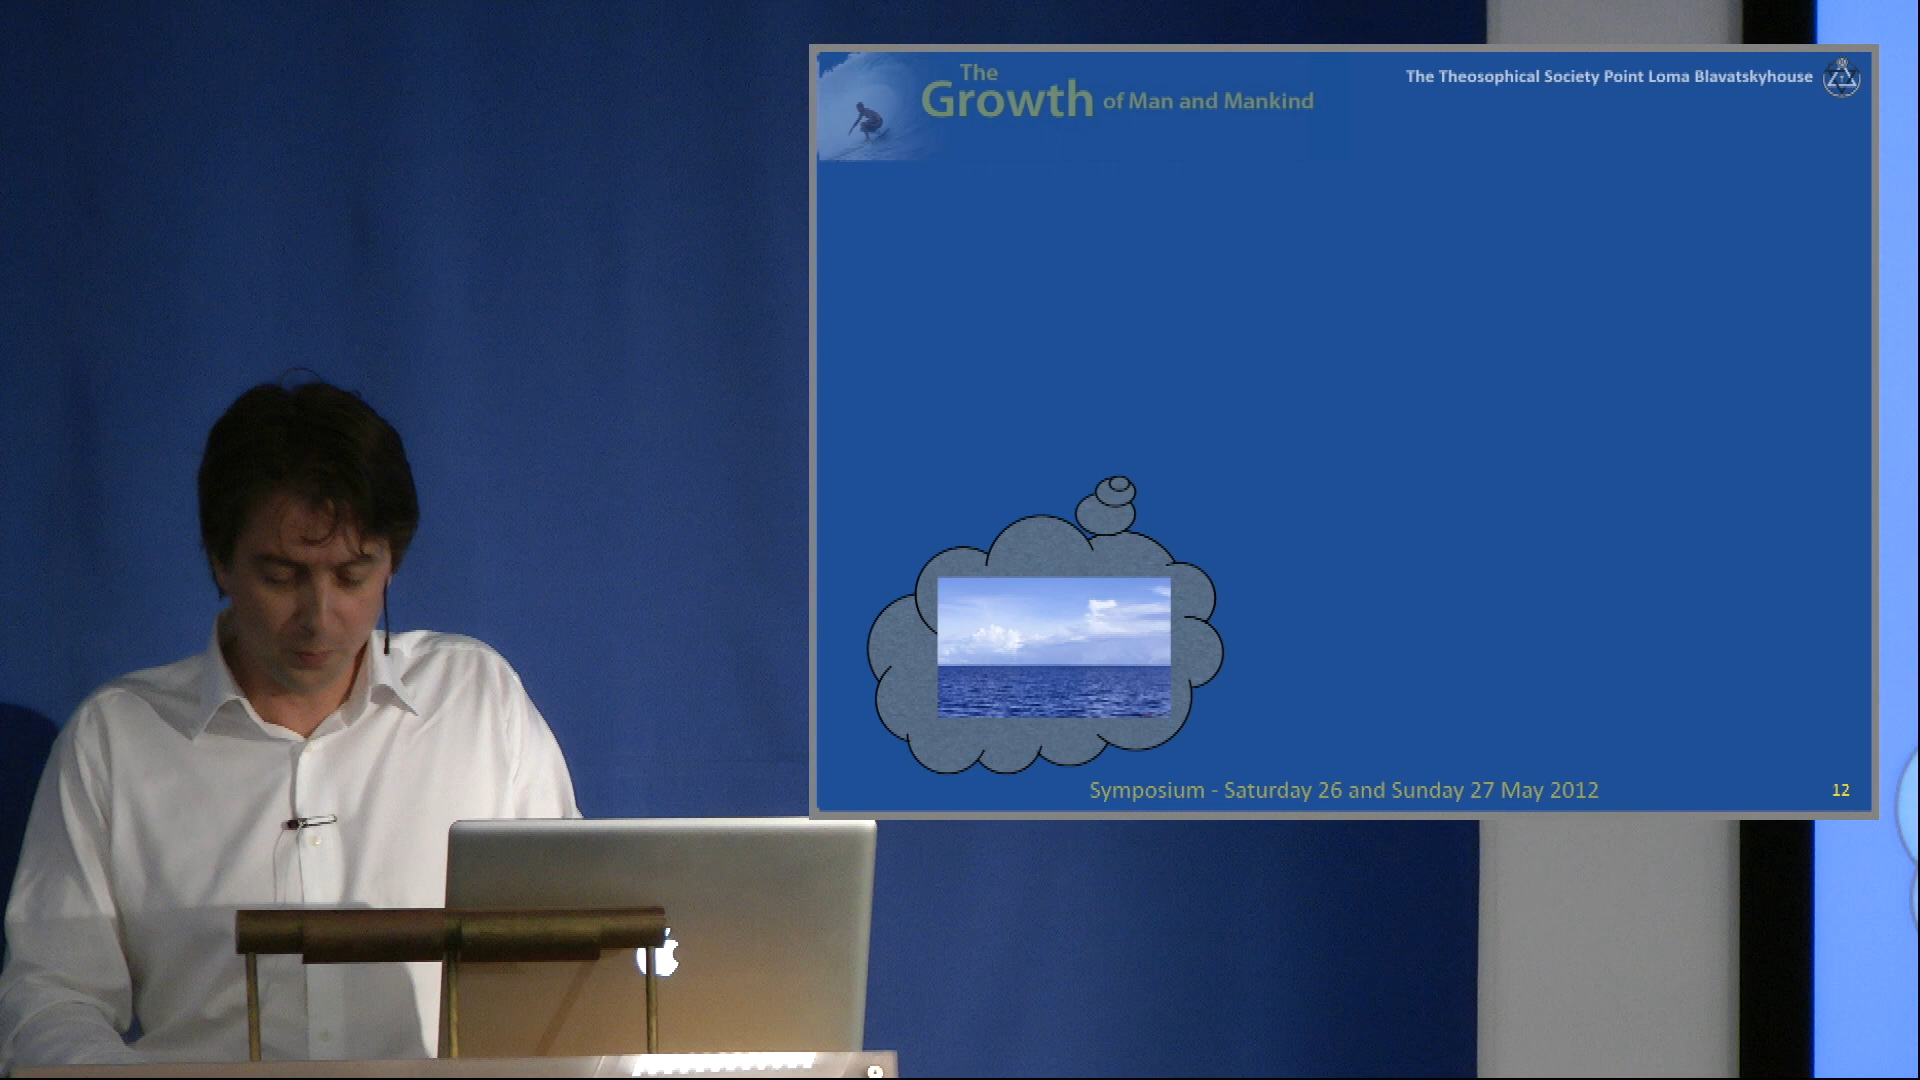 The
Growth of Man and Mankind
The Theosophical Society Point Loma Blavatskyhouse
Symposium - Saturday 26 and Sunday 27 May 2012
12